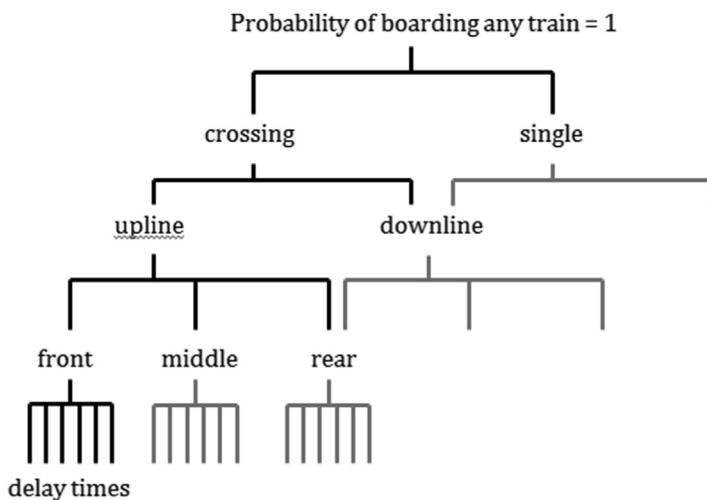 Probability of boarding any train = 1
crossing single
upline downline
front middle rear
delay times